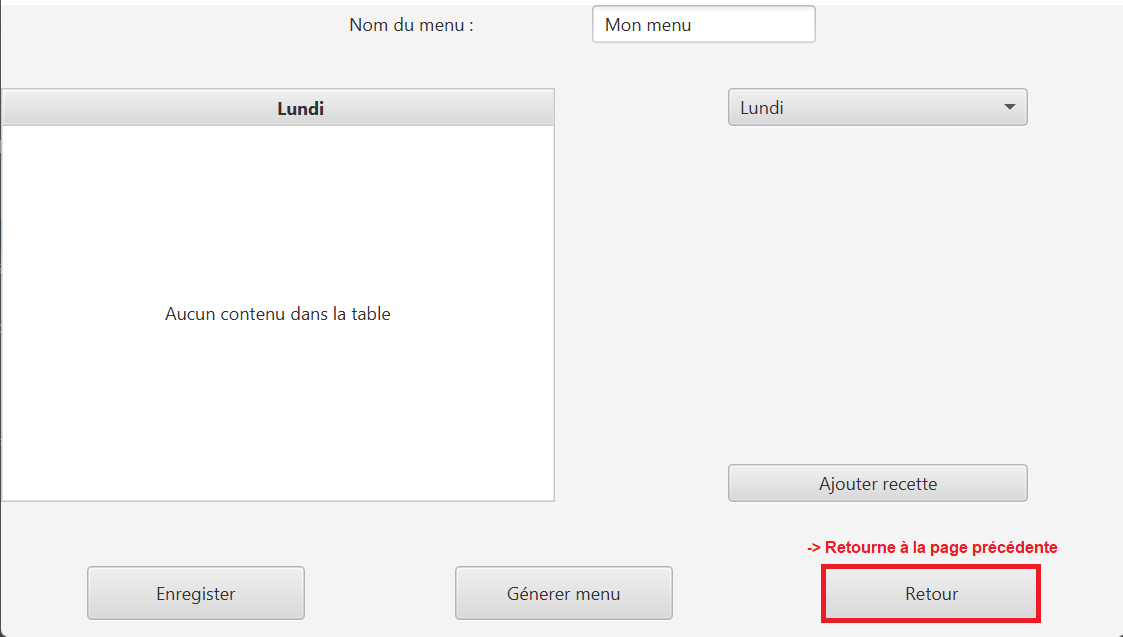 Nom du menu :
Mon menu
Lundi
Lundi
Aucun contenu dans la table
Ajouter recette
-> Retourne à la page précédente
Enregister
Génerer menu
Retour